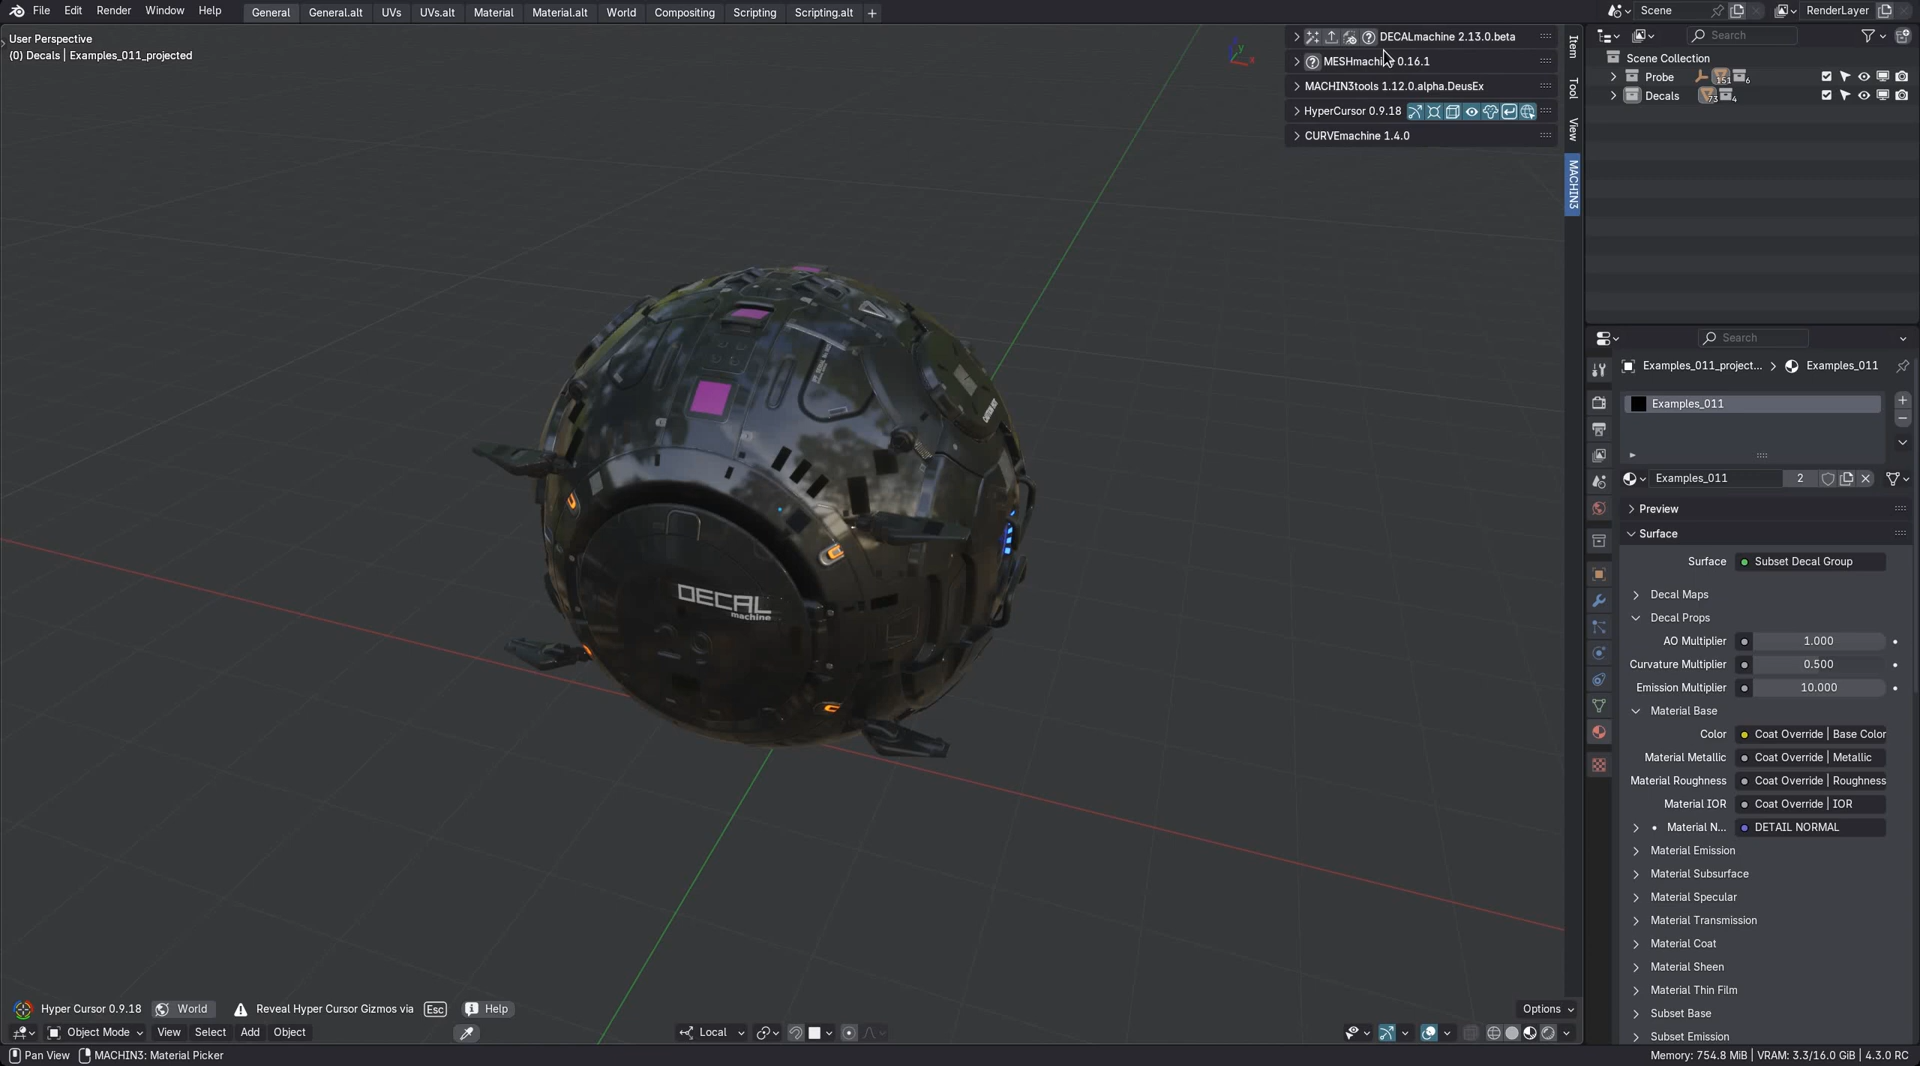 File Edit Render Window Help General General.alt UVs UVs.alt Material Material.alt World Compositing Scripting Scripting.alt + Scene RenderLayer
User Perspective
(0) Decals | Examples_011_projected
DECALmachine 2.13.0.beta
MESHmachine 0.16.1
MACHIN3tools 1.12.0.alpha.DeusEx
HyperCursor 0.9.18
CURVEmachine 1.4.0
Item
Tool
View
MACHIN3
y
x
Search
Scene Collection
Probe 151 6
Decals 73 4
DECAL
machine
29
Search
Examples_011_project... Examples_011
Examples_011
Examples_011 2
Preview
Surface
Surface Subset Decal Group
Decal Maps
Decal Props
AO Multiplier 1.000
Curvature Multiplier 0.500
Emission Multiplier 10.000
Material Base
Color Coat Override | Base Color
Material Metallic Coat Override | Metallic
Material Roughness Coat Override | Roughness
Material IOR Coat Override | IOR
Material N... DETAIL NORMAL
Material Emission
Material Subsurface
Material Specular
Material Transmission
Material Coat
Material Sheen
Material Thin Film
Subset Base
Subset Emission
Hyper Cursor 0.9.18 World Reveal Hyper Cursor Gizmos via Esc Help Options
Object Mode View Select Add Object Local
Pan View MACHIN3: Material Picker Memory: 754.8 MiB | VRAM: 3.3/16.0 GiB | 4.3.0 RC